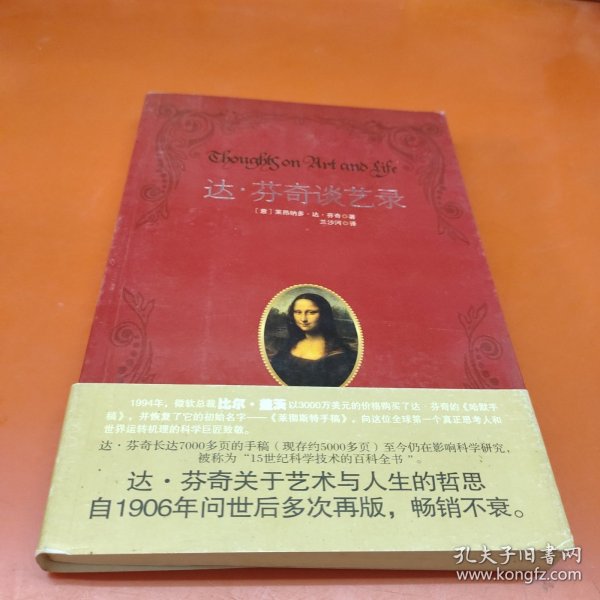 Thoughts on Art and Life
达·芬奇谈艺录
[意]莱昂纳多·达·芬奇◇著
兰沙河◇译
1994年，微软总裁比尔·盖茨以3000万美元的价格购买了达·芬奇的《哈默手
稿》，并恢复了它的初始名字——《莱彻斯特手稿》，向这位全球第一个真正思考人和
世界运转机理的科学巨匠致敬。
达·芬奇长达7000多页的手稿（现存约5000多页）至今仍在影响科学研究，
被称为“15世纪科学技术的百科全书”。
达·芬奇关于艺术与人生的哲思
自1906年问世后多次再版，畅销不衰。
孔夫子旧书网
www.kongfz.com